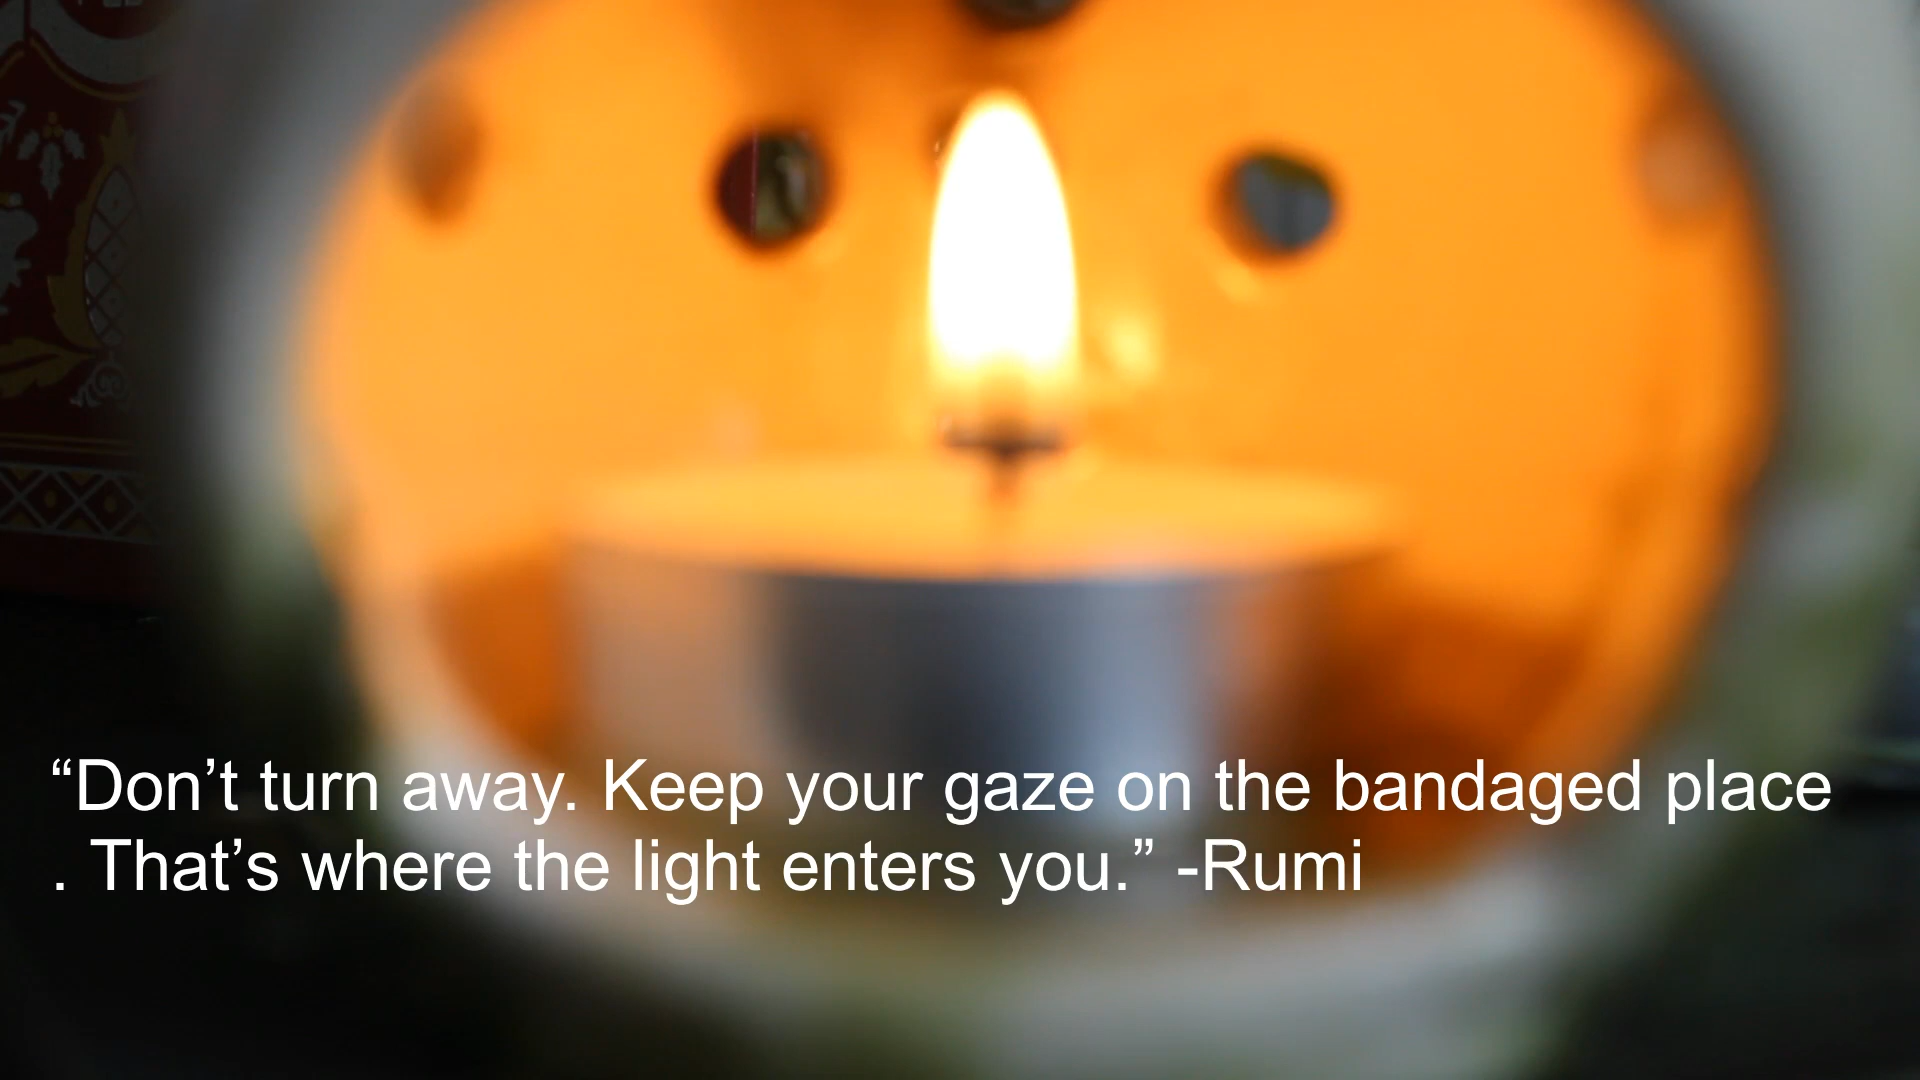 “Don’t turn away. Keep your gaze on the bandaged place
. That’s where the light enters you.” -Rumi